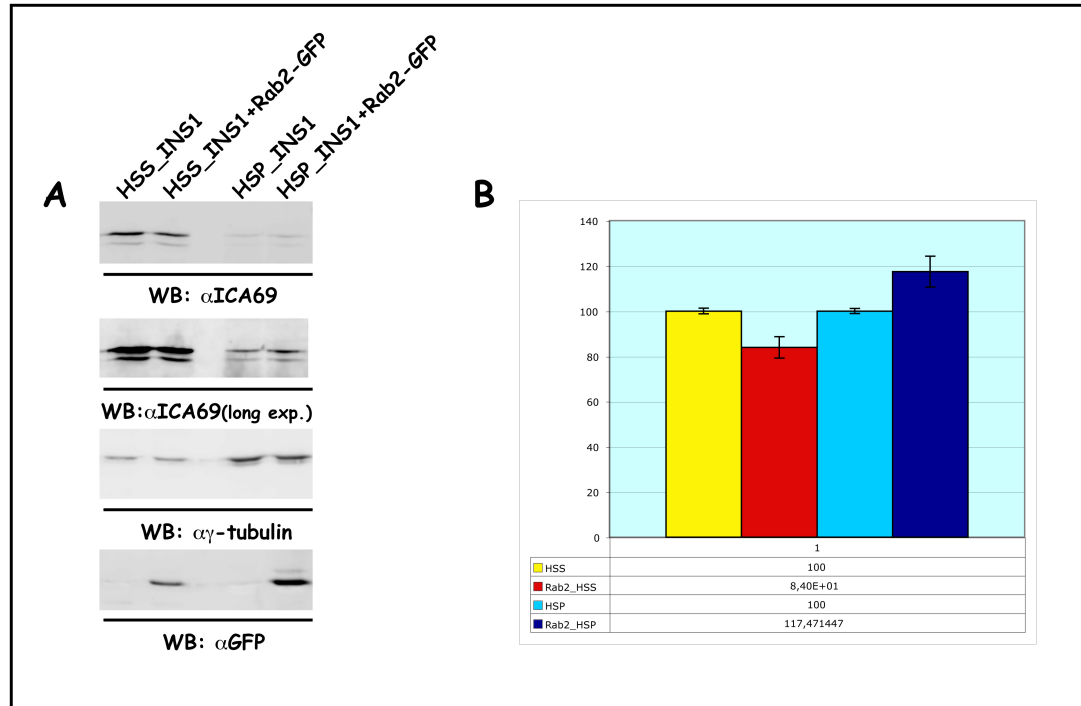 A
HSS_INS1
HSS_INS1+Rab2-GFP
HSP_INS1
HSP_INS1+Rab2-GFP
WB: αICA69
WB:αICA69(long exp.)
WB: αγ-tubulin
WB: αGFP
B
140
120
100
80
60
40
20
0
1
HSS 100
Rab2_HSS 8,40E+01
HSP 100
Rab2_HSP 117,471447